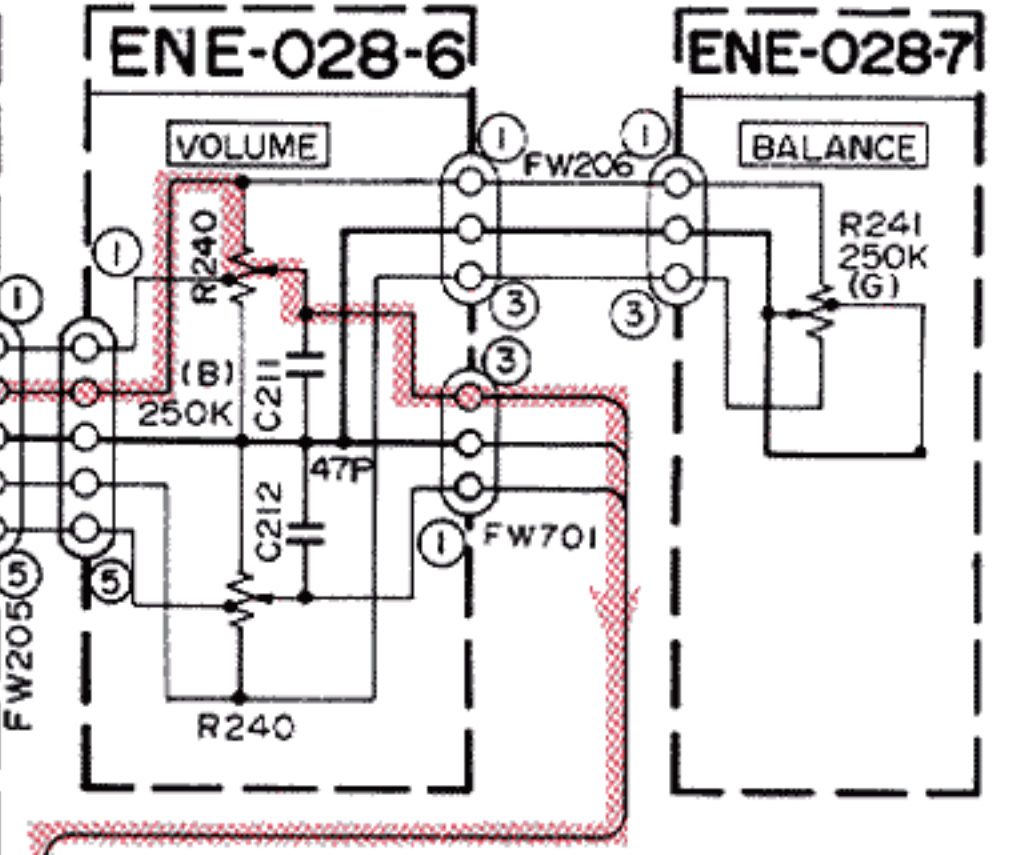 ENE-028-6
ENE-028-7
VOLUME
BALANCE
1
1
FW206
R240
R241
250K
(G)
1
1
3
3
3
(B)
250K
C211
47P
C212
1
FW701
5
5
FW205
R240